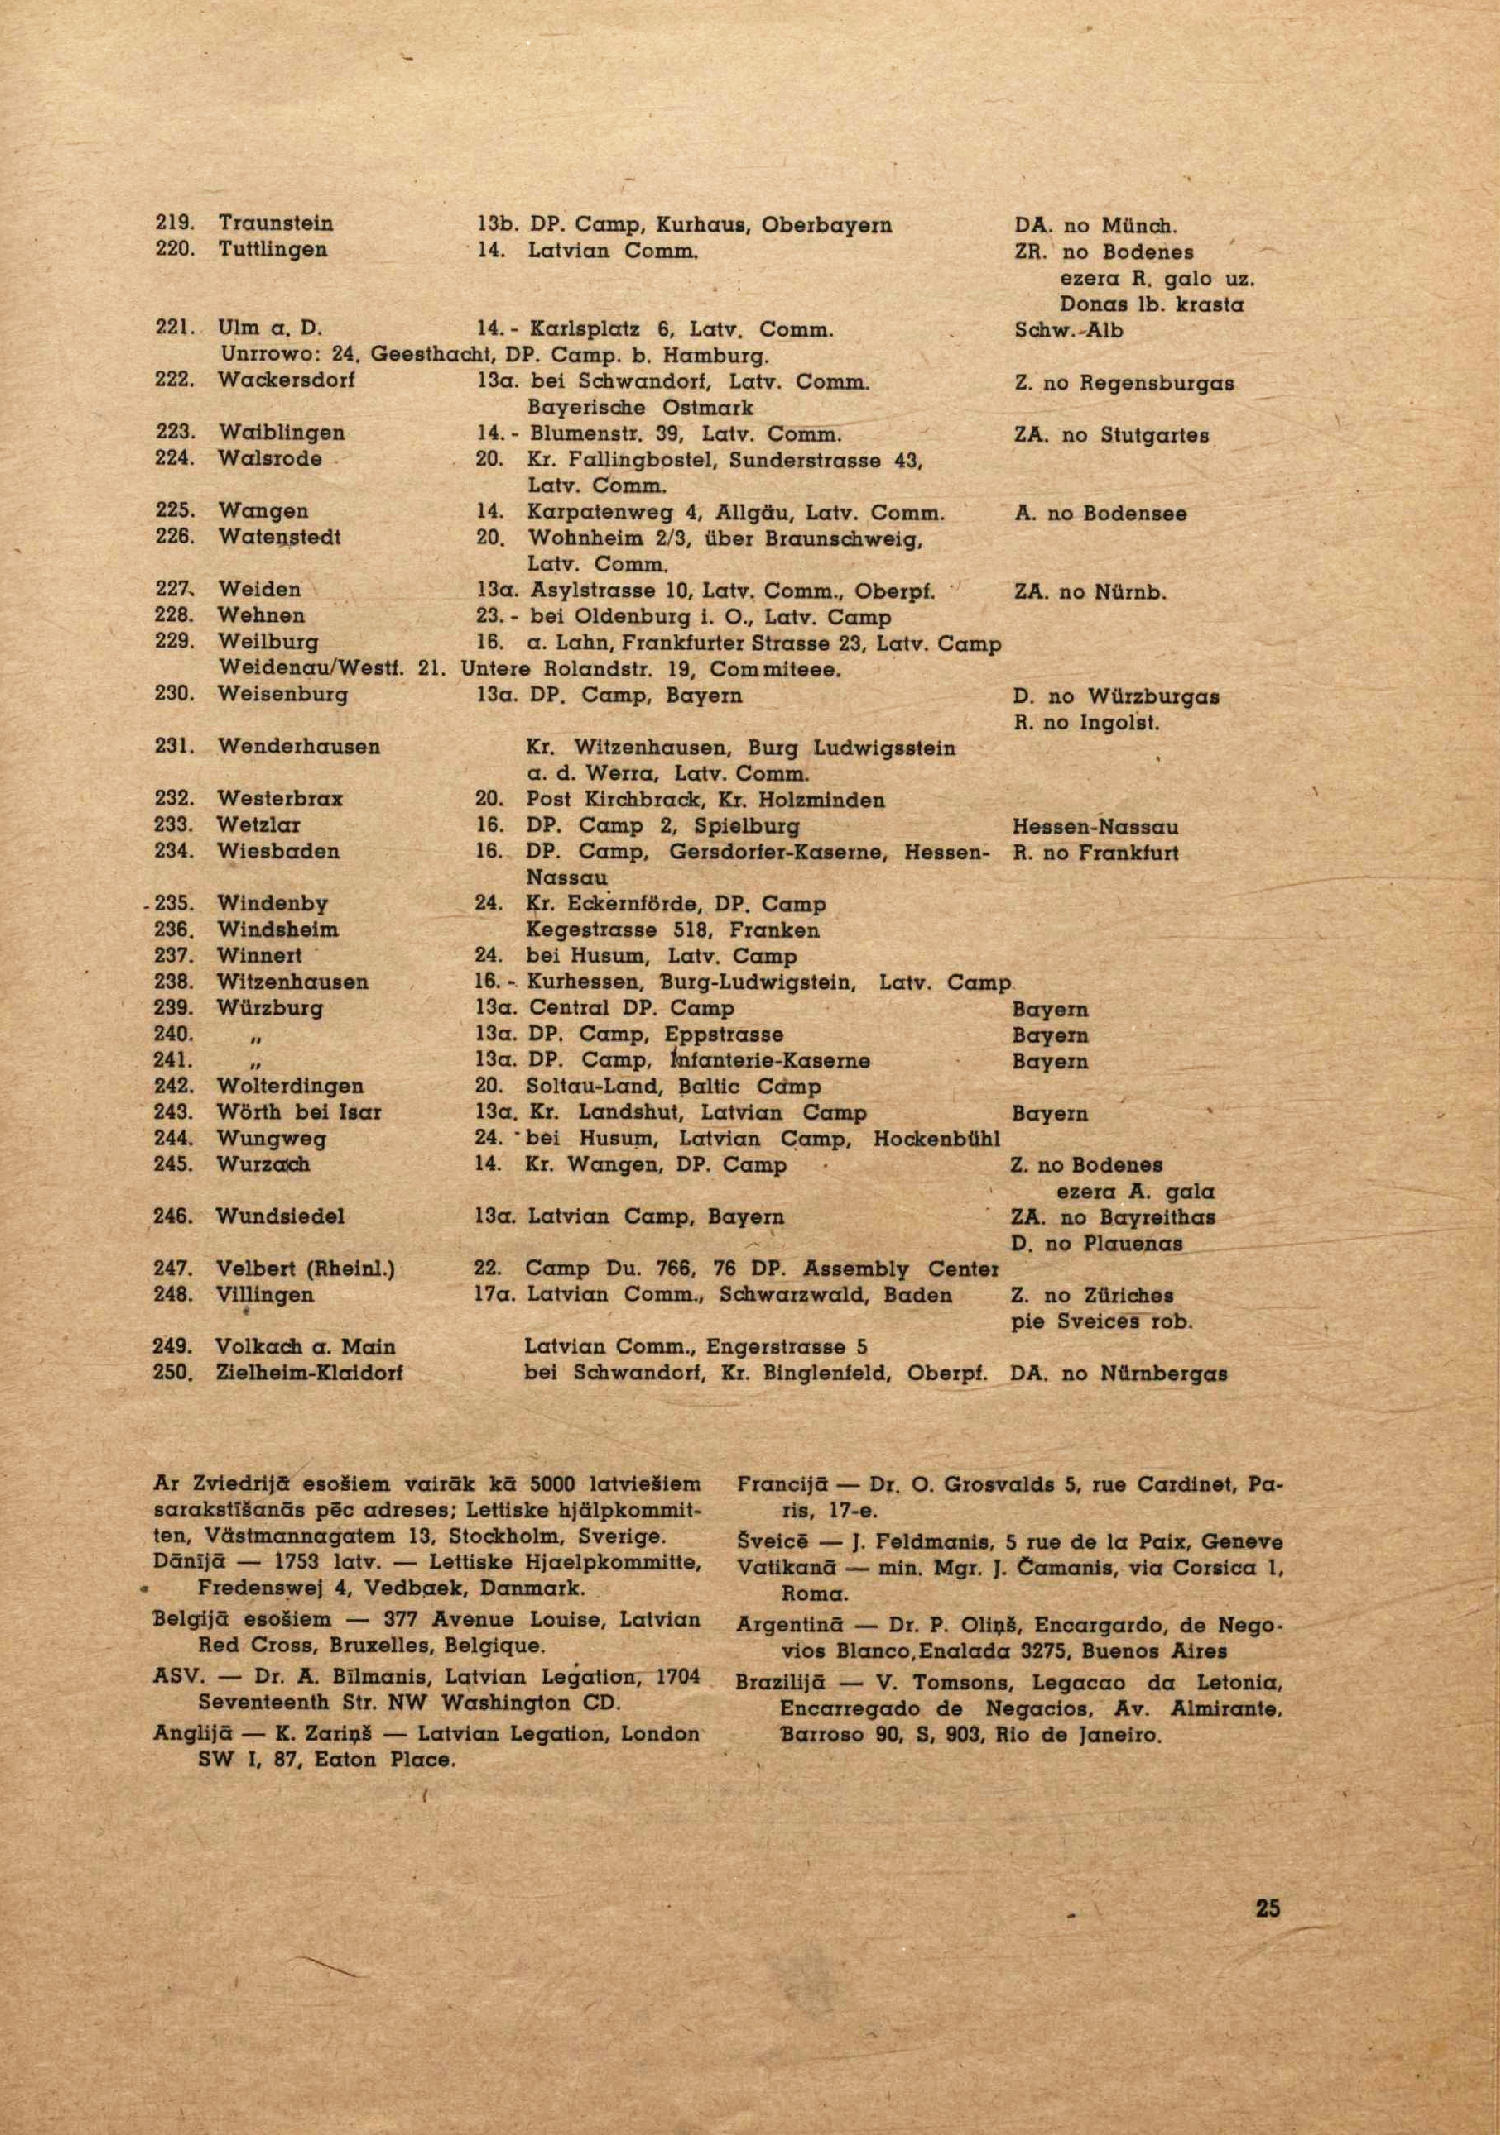 219. Traunstein 13b. DP. Camp, Kurhaus, Oberbayern DA. no Münch.
220. Tuttlingen 14. Latvian Comm. ZR. no Bodenes
ezera R. galo uz.
Donas lb. krasta
221. Ulm a. D. 14. - Karlsplatz 6, Latv. Comm. Schw.-Alb
Unrrowo: 24, Geesthacht, DP. Camp. b. Hamburg.
222. Wackersdorf 13a. bei Schwandorf, Latv. Comm. Z. no Regensburgas
Bayerische Ostmark
223. Waiblingen 14. - Blumenstr. 39, Latv. Comm. ZA. no Stutgartes
224. Walsrode 20. Kr. Fallingbostel, Sunderstrasse 43,
Latv. Comm.
225. Wangen 14. Karpatenweg 4, Allgäu, Latv. Comm. A. no Bodensee
226. Watenstedt 20. Wohnheim 2/3, über Braunschweig,
Latv. Comm.
227. Weiden 13a. Asylstrasse 10, Latv. Comm., Oberpf. ZA. no Nürnb.
228. Wehnen 23. - bei Oldenburg i. O., Latv. Camp
229. Weilburg 16. a. Lahn, Frankfurter Strasse 23, Latv. Camp
Weidenau/Westf. 21. Untere Rolandstr. 19, Commiteee.
230. Weisenburg 13a. DP. Camp, Bayern D. no Würzburgas
R. no Ingolst.
231. Wenderhausen Kr. Witzenhausen, Burg Ludwigsstein
a. d. Werra, Latv. Comm.
232. Westerbrax 20. Post Kirchbrack, Kr. Holzminden
233. Wetzlar 16. DP. Camp 2, Spielburg Hessen-Nassau
234. Wiesbaden 16. DP. Camp, Gersdorfer-Kaserne, Hessen- R. no Frankfurt
Nassau
235. Windenby 24. Kr. Eckernförde, DP. Camp
236. Windsheim Kegestrasse 518, Franken
237. Winnert 24. bei Husum, Latv. Camp
238. Witzenhausen 16. - Kurhessen, Burg-Ludwigstein, Latv. Camp
239. Würzburg 13a. Central DP. Camp Bayern
240. „ 13a. DP. Camp, Eppstrasse Bayern
241. „ 13a. DP. Camp, Infanterie-Kaserne Bayern
242. Wolterdingen 20. Soltau-Land, Baltic Camp
243. Wörth bei Isar 13a. Kr. Landshut, Latvian Camp Bayern
244. Wungweg 24. bei Husum, Latvian Camp, Hockenbühl
245. Wurzach 14. Kr. Wangen, DP. Camp Z. no Bodenes
ezera A. gala
246. Wundsiedel 13a. Latvian Camp, Bayern ZA. no Bayreithas
D. no Plauenas
247. Velbert (Rheinl.) 22. Camp Du. 766, 76 DP. Assembly Center
248. Villingen 17a. Latvian Comm., Schwarzwald, Baden Z. no Züriches
pie Sveices rob.
249. Volkach a. Main Latvian Comm., Engerstrasse 5
250. Zielheim-Klaidorf bei Schwandorf, Kr. Binglenfeld, Oberpf. DA. no Nürnbergas
Ar Zviedrijā esošiem vairāk kā 5000 latviešiem
sarakstīšanās pēc adreses; Lettiske hjälpkommit-
ten, Västmannagatem 13, Stockholm, Sverige.
Dānijā — 1753 latv. — Lettiske Hjaelpkommitte,
Fredenswej 4, Vedbaek, Danmark.
Belgijā esošiem — 377 Avenue Louise, Latvian
Red Cross, Bruxelles, Belgique.
ASV. — Dr. A. Bīlmanis, Latvian Legation, 1704
Seventeenth Str. NW Washington CD.
Anglijā — K. Zariņš — Latvian Legation, London
SW I, 87, Eaton Place.
Francijā — Dr. O. Grosvalds 5, rue Cardinet, Pa-
ris, 17-e.
Šveicē — J. Feldmanis, 5 rue de la Paix, Geneve
Vatikanā — min. Mgr. J. Čamanis, via Corsica 1,
Roma.
Argentinā — Dr. P. Oliņš, Encargardo, de Nego-
vios Blanco, Enalada 3275, Buenos Aires
Brazilijā — V. Tomsons, Legacao da Letonia,
Encarregado de Negacios, Av. Almirante,
Barroso 90, S, 903, Rio de Janeiro.
25